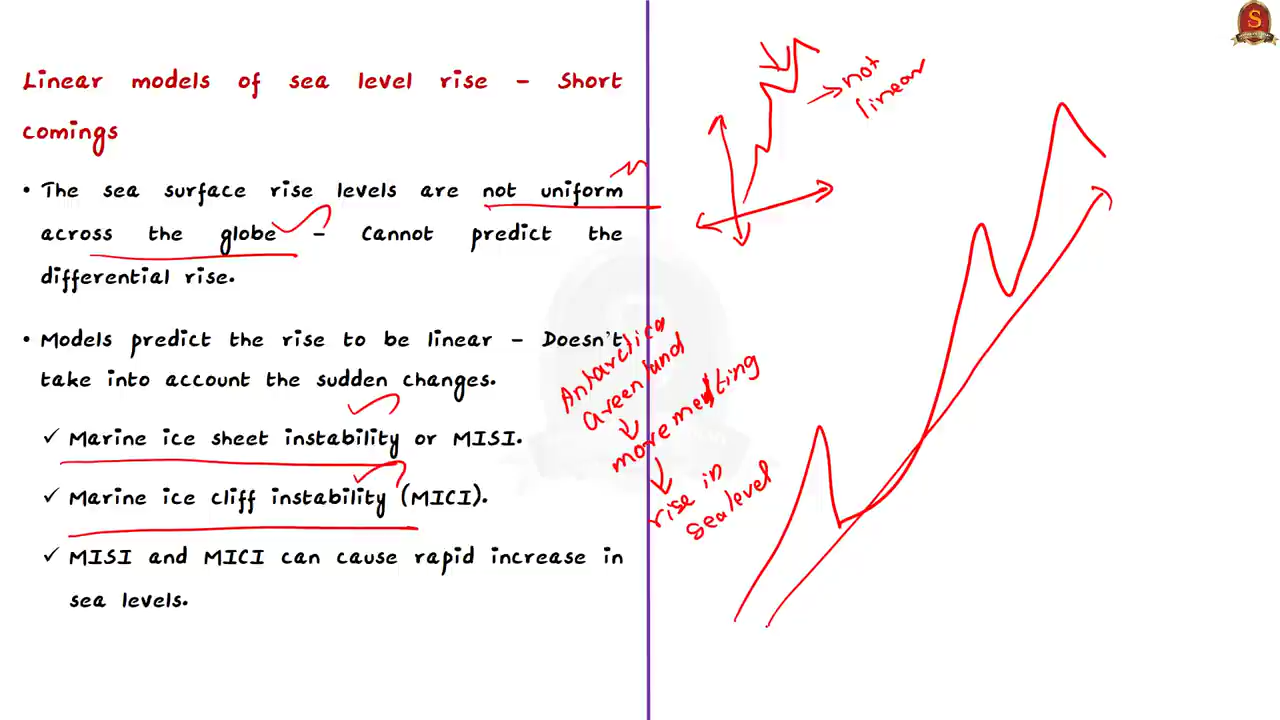 Linear models of sea level rise - Short
comings
• The sea surface rise levels are not uniform
across the globe - Cannot predict the
differential rise.
• Models predict the rise to be linear - Doesn't
take into account the sudden changes.
✓ Marine ice sheet instability or MISI.
✓ Marine ice cliff instability (MICI).
✓ MISI and MICI can cause rapid increase in
sea levels.
not
linear
Antarctica
Greenland
more melting
rise in
sea level
S